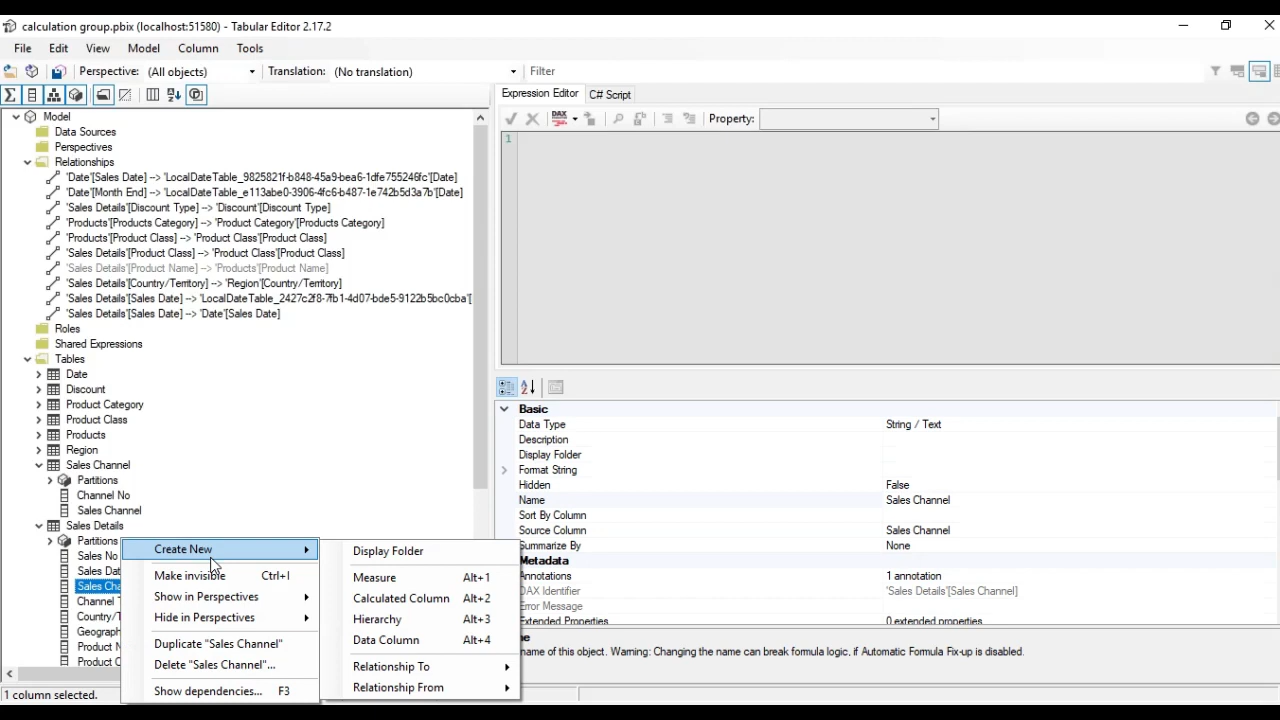 calculation group.pbix (localhost:51580) - Tabular Editor 2.17.2
File Edit View Model Column Tools
Perspective: (All objects) Translation: (No translation) Filter
Expression Editor C# Script
DAX Property:
1
Model
Data Sources
Perspectives
Relationships
'Date'[Sales Date] --> 'LocalDateTable_9825821f-b848-45a9-bea6-1dfe755246fc'[Date]
'Date'[Month End] --> 'LocalDateTable_e113abe0-3906-4fc6-b487-1e742b5d3a7b'[Date]
'Sales Details'[Discount Type] --> 'Discount'[Discount Type]
'Products'[Products Category] --> 'Product Category'[Products Category]
'Products'[Product Class] --> 'Product Class'[Product Class]
'Sales Details'[Product Class] --> 'Product Class'[Product Class]
'Sales Details'[Product Name] --> 'Products'[Product Name]
'Sales Details'[Country/Territory] --> 'Region'[Country/Territory]
'Sales Details'[Sales Date] --> 'LocalDateTable_2427c2f8-7fb1-4d07-bde5-9122b5bc0cba'[
'Sales Details'[Sales Date] --> 'Date'[Sales Date]
Roles
Shared Expressions
Tables
Date
Discount
Product Category
Product Class
Products
Region
Sales Channel
Partitions
Channel No
Sales Channel
Sales Details
Partitions
Sales No
Sales Dat
Sales Cha
Channel
Country/T
Geograph
Product N
Product C
1 column selected.
Create New
Make invisible Ctrl+I
Show in Perspectives
Hide in Perspectives
Duplicate "Sales Channel"
Delete "Sales Channel"...
Show dependencies... F3
Display Folder
Measure Alt+1
Calculated Column Alt+2
Hierarchy Alt+3
Data Column Alt+4
Relationship To
Relationship From
Basic
Data Type String / Text
Description
Display Folder
Format String
Hidden False
Name Sales Channel
Sort By Column
Source Column Sales Channel
Summarize By None
Metadata
Annotations 1 annotation
DAX Identifier 'Sales Details'[Sales Channel]
Error Message
Extended Properties 0 extended properties
me
name of this object. Warning: Changing the name can break formula logic, if Automatic Formula Fix-up is disabled.